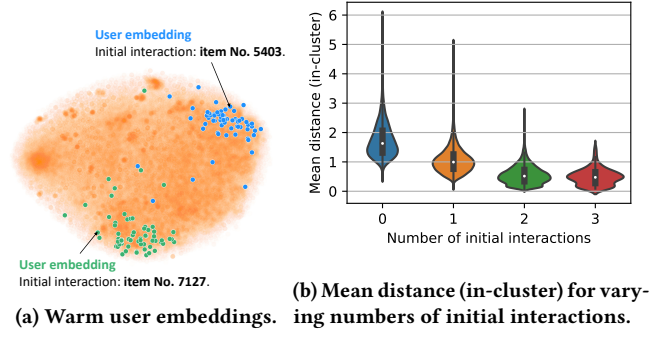 User embedding
Initial interaction: item No. 5403.
User embedding
Initial interaction: item No. 7127.
(a) Warm user embeddings.
Mean distance (in-cluster)
6
5
4
3
2
1
0
0 1 2 3
Number of initial interactions
(b) Mean distance (in-cluster) for vary-
ing numbers of initial interactions.